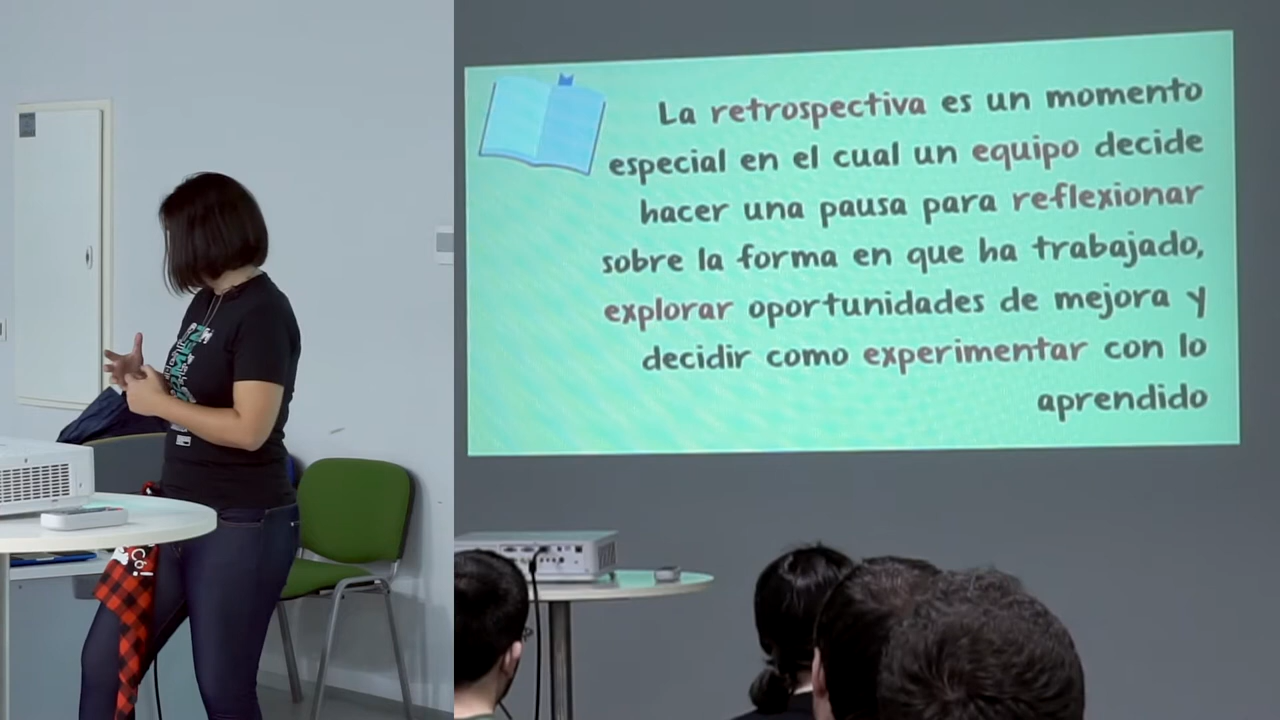 La retrospectiva es un momento
especial en el cual un equipo decide
hacer una pausa para reflexionar
sobre la forma en que ha trabajado,
explorar oportunidades de mejora y
decidir como experimentar con lo
aprendido